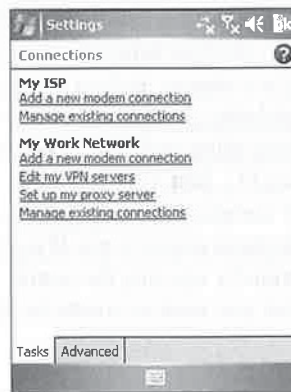 Settings
Connections
My ISP
Add a new modem connection
Manage existing connections
My Work Network
Add a new modem connection
Edit my VPN servers
Set up my proxy server
Manage existing connections
Tasks Advanced